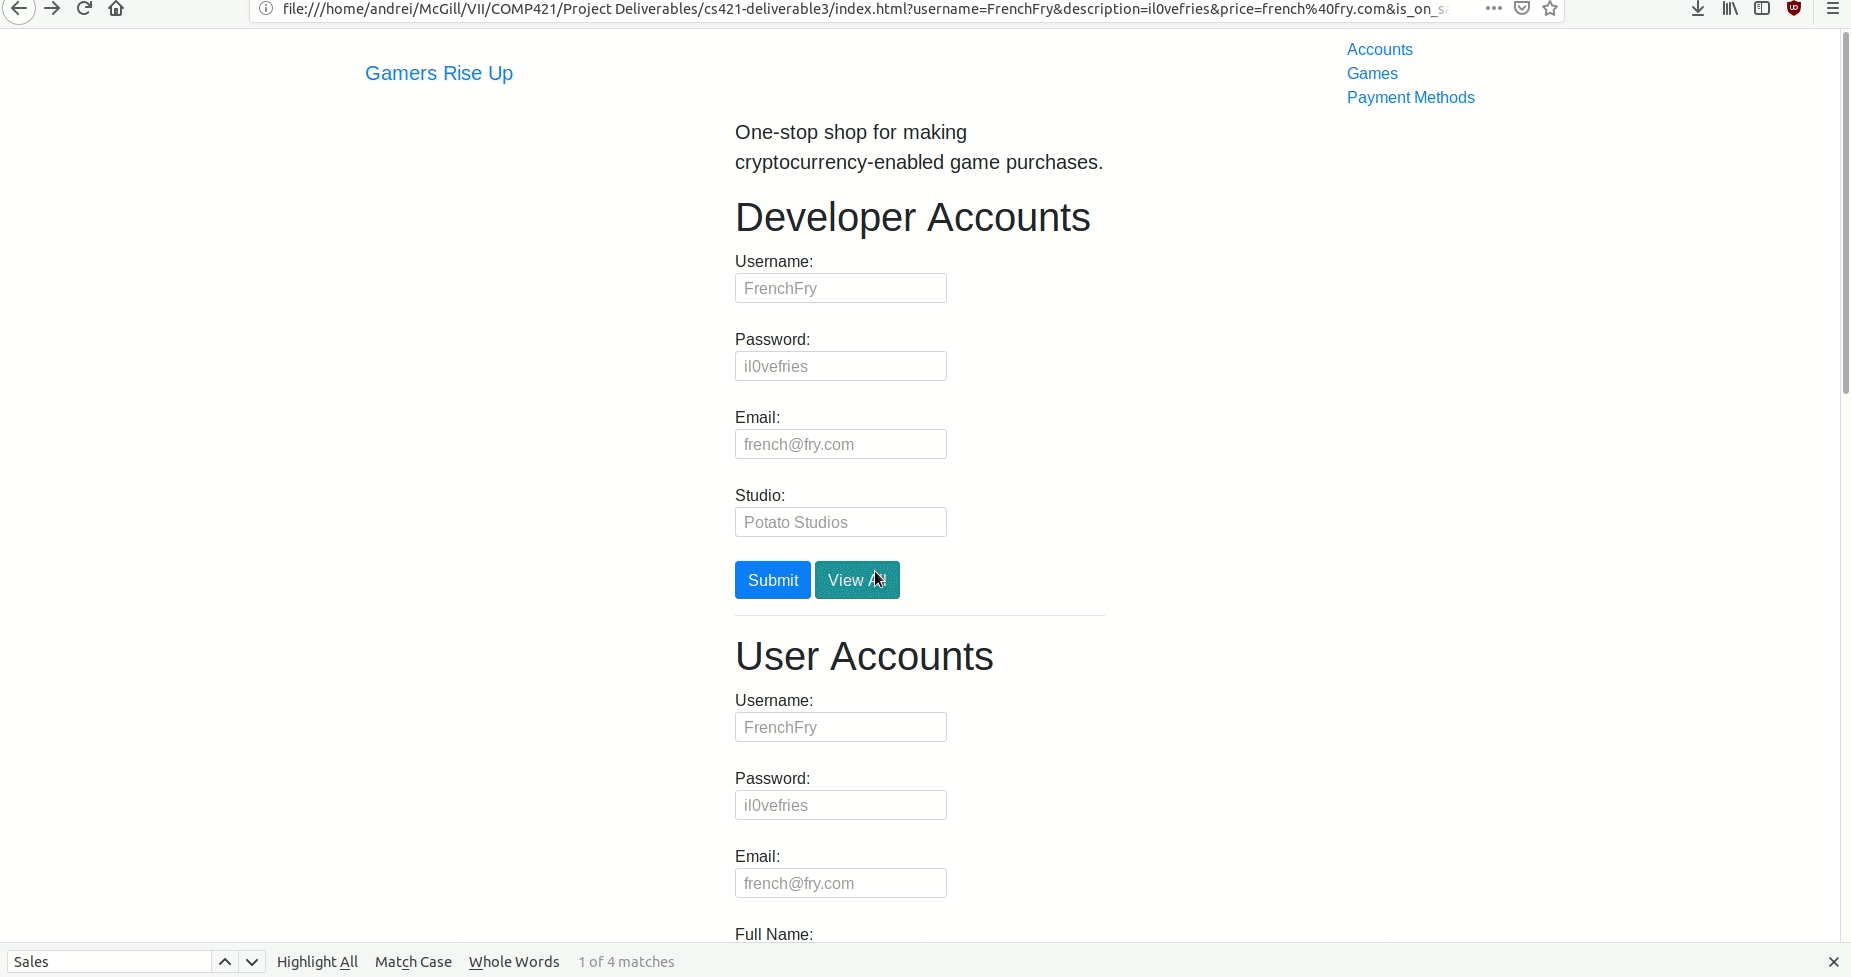 file:///home/andrei/McGill/VII/COMP421/Project Deliverables/cs421-deliverable3/index.html?username=FrenchFry&description=il0vefries&price=french%40fry.com&is_on_s
Accounts
Gamers Rise Up
Games
Payment Methods
One-stop shop for making
cryptocurrency-enabled game purchases.
Developer Accounts
Username:
FrenchFry
Password:
il0vefries
Email:
french@fry.com
Studio:
Potato Studios
Submit View All
User Accounts
Username:
FrenchFry
Password:
il0vefries
Email:
french@fry.com
Full Name:
Sales Highlight All Match Case Whole Words 1 of 4 matches